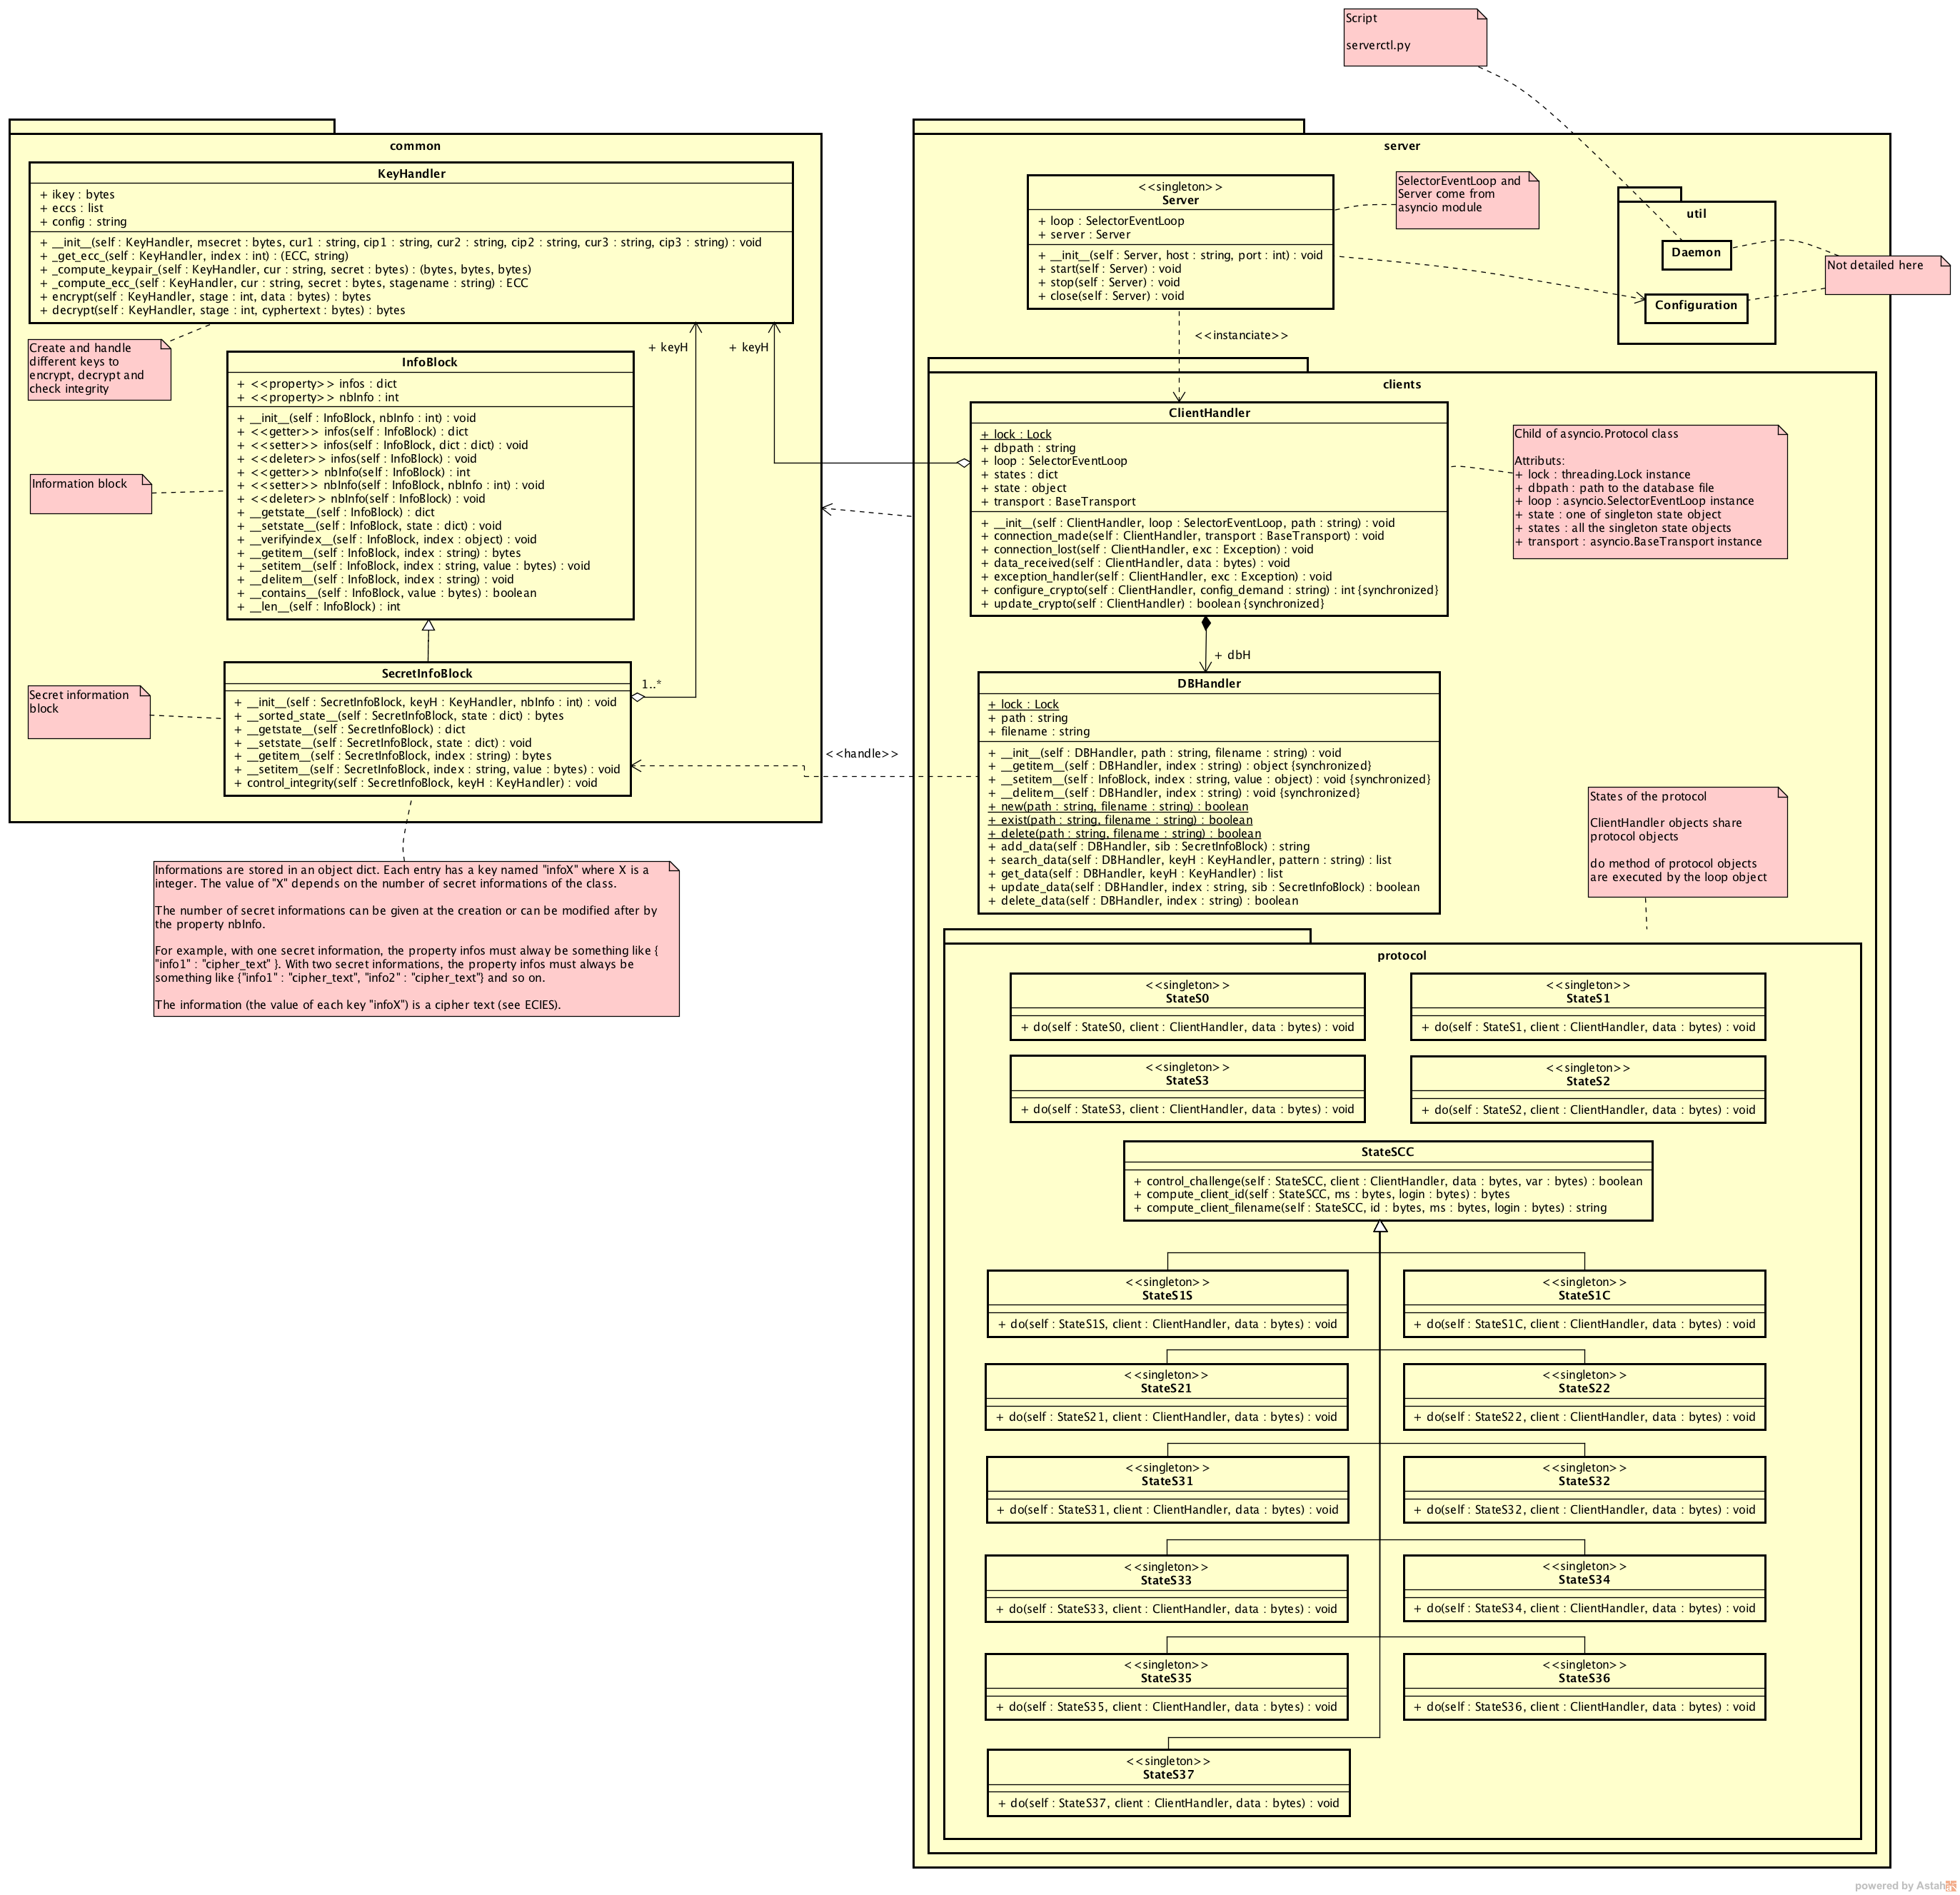 Script
serverctl.py
common
KeyHandler
+ ikey : bytes
+ eccs : list
+ config : string
+ __init__(self : KeyHandler, msecret : bytes, cur1 : string, cip1 : string, cur2 : string, cip2 : string, cur3 : string, cip3 : string) : void
+ _get_ecc_(self : KeyHandler, index : int) : (ECC, string)
+ _compute_keypair_(self : KeyHandler, cur : string, secret : bytes) : (bytes, bytes, bytes)
+ _compute_ecc_(self : KeyHandler, cur : string, secret : bytes, stagename : string) : ECC
+ encrypt(self : KeyHandler, stage : int, data : bytes) : bytes
+ decrypt(self : KeyHandler, stage : int, cyphertext : bytes) : bytes
Create and handle
different keys to
encrypt, decrypt and
check integrity
+ keyH
+ keyH
InfoBlock
+ <<property>> infos : dict
+ <<property>> nbInfo : int
+ __init__(self : InfoBlock, nbInfo : int) : void
+ <<getter>> infos(self : InfoBlock) : dict
+ <<setter>> infos(self : InfoBlock, dict : dict) : void
+ <<deleter>> infos(self : InfoBlock) : void
+ <<getter>> nbInfo(self : InfoBlock) : int
+ <<setter>> nbInfo(self : InfoBlock, nbInfo : int) : void
+ <<deleter>> nbInfo(self : InfoBlock) : void
+ __getstate__(self : InfoBlock) : dict
+ __setstate__(self : InfoBlock, state : dict) : void
+ __verifyindex__(self : InfoBlock, index : object) : void
+ __getitem__(self : InfoBlock, index : string) : bytes
+ __setitem__(self : InfoBlock, index : string, value : bytes) : void
+ __delitem__(self : InfoBlock, index : string) : void
+ __contains__(self : InfoBlock, value : bytes) : boolean
+ __len__(self : InfoBlock) : int
Information block
SecretInfoBlock
+ __init__(self : SecretInfoBlock, keyH : KeyHandler, nbInfo : int) : void
+ __sorted_state__(self : SecretInfoBlock, state : dict) : bytes
+ __getstate__(self : SecretInfoBlock) : dict
+ __setstate__(self : SecretInfoBlock, state : dict) : void
+ __getitem__(self : SecretInfoBlock, index : string) : bytes
+ __setitem__(self : SecretInfoBlock, index : string, value : bytes) : void
+ control_integrity(self : SecretInfoBlock, keyH : KeyHandler) : void
1..*
Secret information
block
Informations are stored in an object dict. Each entry has a key named "infoX" where X is a
integer. The value of "X" depends on the number of secret informations of the class.
The number of secret informations can be given at the creation or can be modified after by
the property nbInfo.
For example, with one secret information, the property infos must alway be something like {
"info1" : "cipher_text" }. With two secret informations, the property infos must always be
something like {"info1" : "cipher_text", "info2" : "cipher_text"} and so on.
The information (the value of each key "infoX") is a cipher text (see ECIES).
<<handle>>
server
<<singleton>>
Server
+ loop : SelectorEventLoop
+ server : Server
+ __init__(self : Server, host : string, port : int) : void
+ start(self : Server) : void
+ stop(self : Server) : void
+ close(self : Server) : void
SelectorEventLoop and
Server come from
asyncio module
util
Daemon
Configuration
Not detailed here
<<instanciate>>
clients
ClientHandler
+ lock : Lock
+ dbpath : string
+ loop : SelectorEventLoop
+ states : dict
+ state : object
+ transport : BaseTransport
+ __init__(self : ClientHandler, loop : SelectorEventLoop, path : string) : void
+ connection_made(self : ClientHandler, transport : BaseTransport) : void
+ connection_lost(self : ClientHandler, exc : Exception) : void
+ data_received(self : ClientHandler, data : bytes) : void
+ exception_handler(self : ClientHandler, exc : Exception) : void
+ configure_crypto(self : ClientHandler, config_demand : string) : int {synchronized}
+ update_crypto(self : ClientHandler) : boolean {synchronized}
Child of asyncio.Protocol class
Attributs:
+ lock : threading.Lock instance
+ dbpath : path to the database file
+ loop : asyncio.SelectorEventLoop instance
+ state : one of singleton state object
+ states : all the singleton state objects
+ transport : asyncio.BaseTransport instance
+ dbH
DBHandler
+ lock : Lock
+ path : string
+ filename : string
+ __init__(self : DBHandler, path : string, filename : string) : void
+ __getitem__(self : DBHandler, index : string) : object {synchronized}
+ __setitem__(self : InfoBlock, index : string, value : object) : void {synchronized}
+ __delitem__(self : DBHandler, index : string) : void {synchronized}
+ new(path : string, filename : string) : boolean
+ exist(path : string, filename : string) : boolean
+ delete(path : string, filename : string) : boolean
+ add_data(self : DBHandler, sib : SecretInfoBlock) : string
+ search_data(self : DBHandler, keyH : KeyHandler, pattern : string) : list
+ get_data(self : DBHandler, keyH : KeyHandler) : list
+ update_data(self : DBHandler, index : string, sib : SecretInfoBlock) : boolean
+ delete_data(self : DBHandler, index : string) : boolean
States of the protocol
ClientHandler objects share
protocol objects
do method of protocol objects
are executed by the loop object
protocol
<<singleton>>
StateS0
+ do(self : StateS0, client : ClientHandler, data : bytes) : void
<<singleton>>
StateS1
+ do(self : StateS1, client : ClientHandler, data : bytes) : void
<<singleton>>
StateS3
+ do(self : StateS3, client : ClientHandler, data : bytes) : void
<<singleton>>
StateS2
+ do(self : StateS2, client : ClientHandler, data : bytes) : void
StateSCC
+ control_challenge(self : StateSCC, client : ClientHandler, data : bytes, var : bytes) : boolean
+ compute_client_id(self : StateSCC, ms : bytes, login : bytes) : bytes
+ compute_client_filename(self : StateSCC, id : bytes, ms : bytes, login : bytes) : string
<<singleton>>
StateS1S
+ do(self : StateS1S, client : ClientHandler, data : bytes) : void
<<singleton>>
StateS1C
+ do(self : StateS1C, client : ClientHandler, data : bytes) : void
<<singleton>>
StateS21
+ do(self : StateS21, client : ClientHandler, data : bytes) : void
<<singleton>>
StateS22
+ do(self : StateS22, client : ClientHandler, data : bytes) : void
<<singleton>>
StateS31
+ do(self : StateS31, client : ClientHandler, data : bytes) : void
<<singleton>>
StateS32
+ do(self : StateS32, client : ClientHandler, data : bytes) : void
<<singleton>>
StateS33
+ do(self : StateS33, client : ClientHandler, data : bytes) : void
<<singleton>>
StateS34
+ do(self : StateS34, client : ClientHandler, data : bytes) : void
<<singleton>>
StateS35
+ do(self : StateS35, client : ClientHandler, data : bytes) : void
<<singleton>>
StateS36
+ do(self : StateS36, client : ClientHandler, data : bytes) : void
<<singleton>>
StateS37
+ do(self : StateS37, client : ClientHandler, data : bytes) : void
powered by Astah